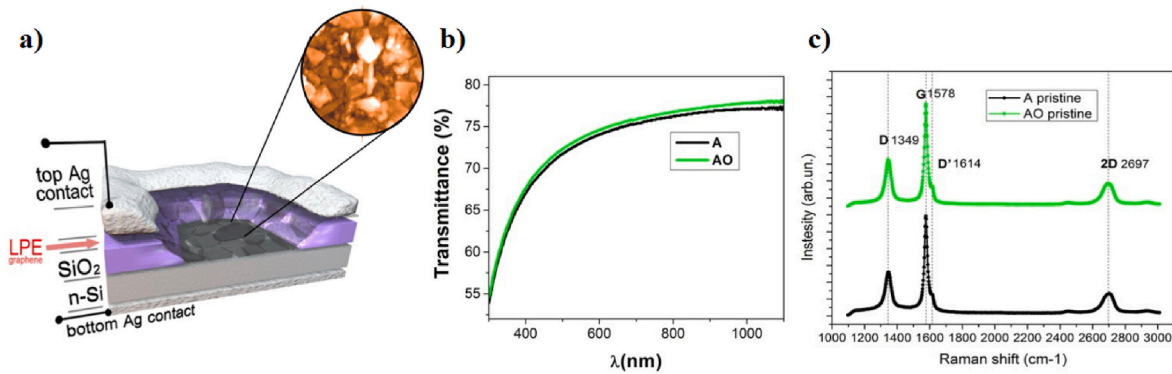 a)
top Ag
contact
LPE
graphene
SiO₂
n-Si
bottom Ag contact
b)
Transmittance (%)
80
75
70
65
60
55
400
600
800
1000
λ(nm)
A
AO
c)
Instesity (arb.un.)
G 1578
D 1349
D' 1614
2D 2697
A pristine
AO pristine
1000 1200 1400 1600 1800 2000 2200 2400 2600 2800 3000
Raman shift (cm-1)